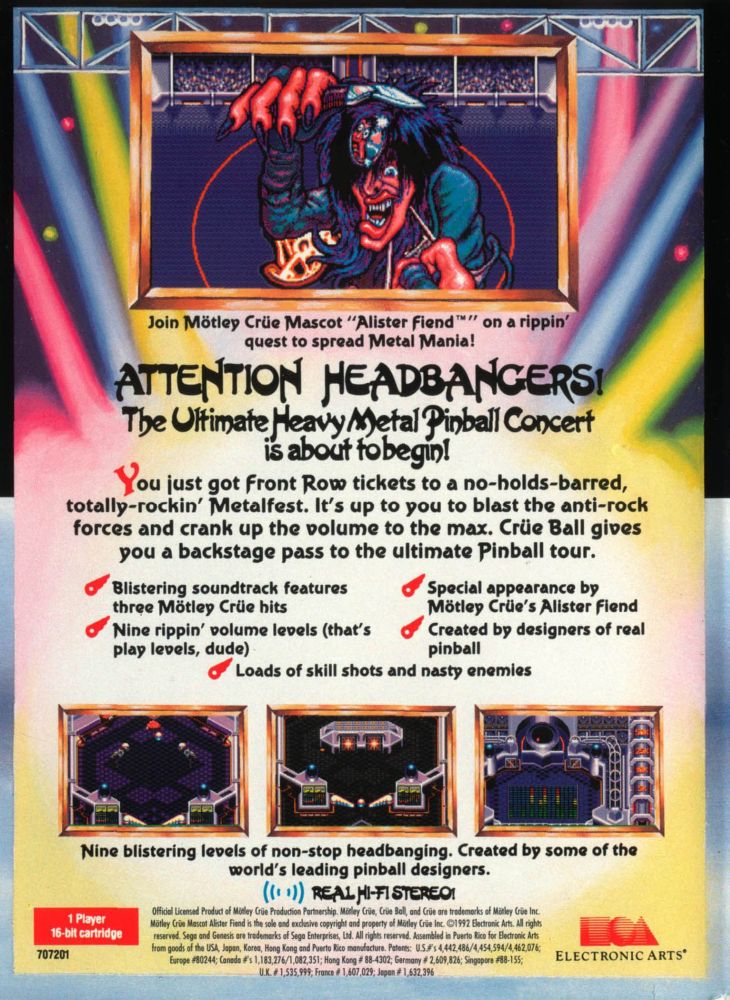 Join Mötley Crüe Mascot "Alister Fiend™" on a rippin'
quest to spread Metal Mania!
ATTENTION HEADBANGERS!
The Ultimate Heavy Metal Pinball Concert
is about to begin!
You just got Front Row tickets to a no-holds-barred,
totally-rockin' Metalfest. It's up to you to blast the anti-rock
forces and crank up the volume to the max. Crüe Ball gives
you a backstage pass to the ultimate Pinball tour.
Blistering soundtrack features
three Mötley Crüe hits
Nine rippin' volume levels (that's
play levels, dude)
Special appearance by
Mötley Crüe's Alister Fiend
Created by designers of real
pinball
Loads of skill shots and nasty enemies
Nine blistering levels of non-stop headbanging. Created by some of the
world's leading pinball designers.
REAL HI-FI STEREO!
1 Player
16-bit cartridge
707201
Official Licensed Product of Mötley Crüe Production Partnership. Mötley Crüe, Crüe Ball, and Crüe are trademarks of Mötley Crüe Inc.
Mötley Crüe Mascot Alister Fiend is the sole and exclusive copyright and property of Mötley Crüe Inc. ©1992 Electronic Arts. All rights
reserved. Sega and Genesis are trademarks of Sega Enterprises, Ltd. All rights reserved. Assembled in Puerto Rico for Electronic Arts
from goods of the USA, Japan, Korea, Hong Kong and Puerto Rico manufacture. Patents: U.S.#'s 4,442,486/4,454,594/4,462,076;
Europe #80244; Canada #'s 1,183,276/1,082,351; Hong Kong # 88-4302; Germany # 2,609,826; Singapore #88-155;
U.K. # 1,535,999; France # 1,607,029; Japan # 1,632,396
EA
ELECTRONIC ARTS®